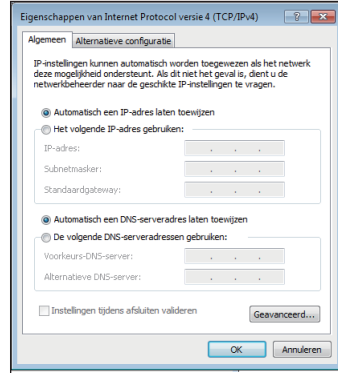 Eigenschappen van Internet Protocol versie 4 (TCP/IPv4)
Algemeen Alternatieve configuratie
IP-instellingen kunnen automatisch worden toegewezen als het netwerk
deze mogelijkheid ondersteunt. Als dit niet het geval is, dient u de
netwerkbeheerder naar de geschikte IP-instellingen te vragen.
Automatisch een IP-adres laten toewijzen
Het volgende IP-adres gebruiken:
IP-adres:
Subnetmasker:
Standaardgateway:
Automatisch een DNS-serveradres laten toewijzen
De volgende DNS-serveradressen gebruiken:
Voorkeurs-DNS-server:
Alternatieve DNS-server:
Instellingen tijdens afsluiten valideren
Geavanceerd...
OK Annuleren